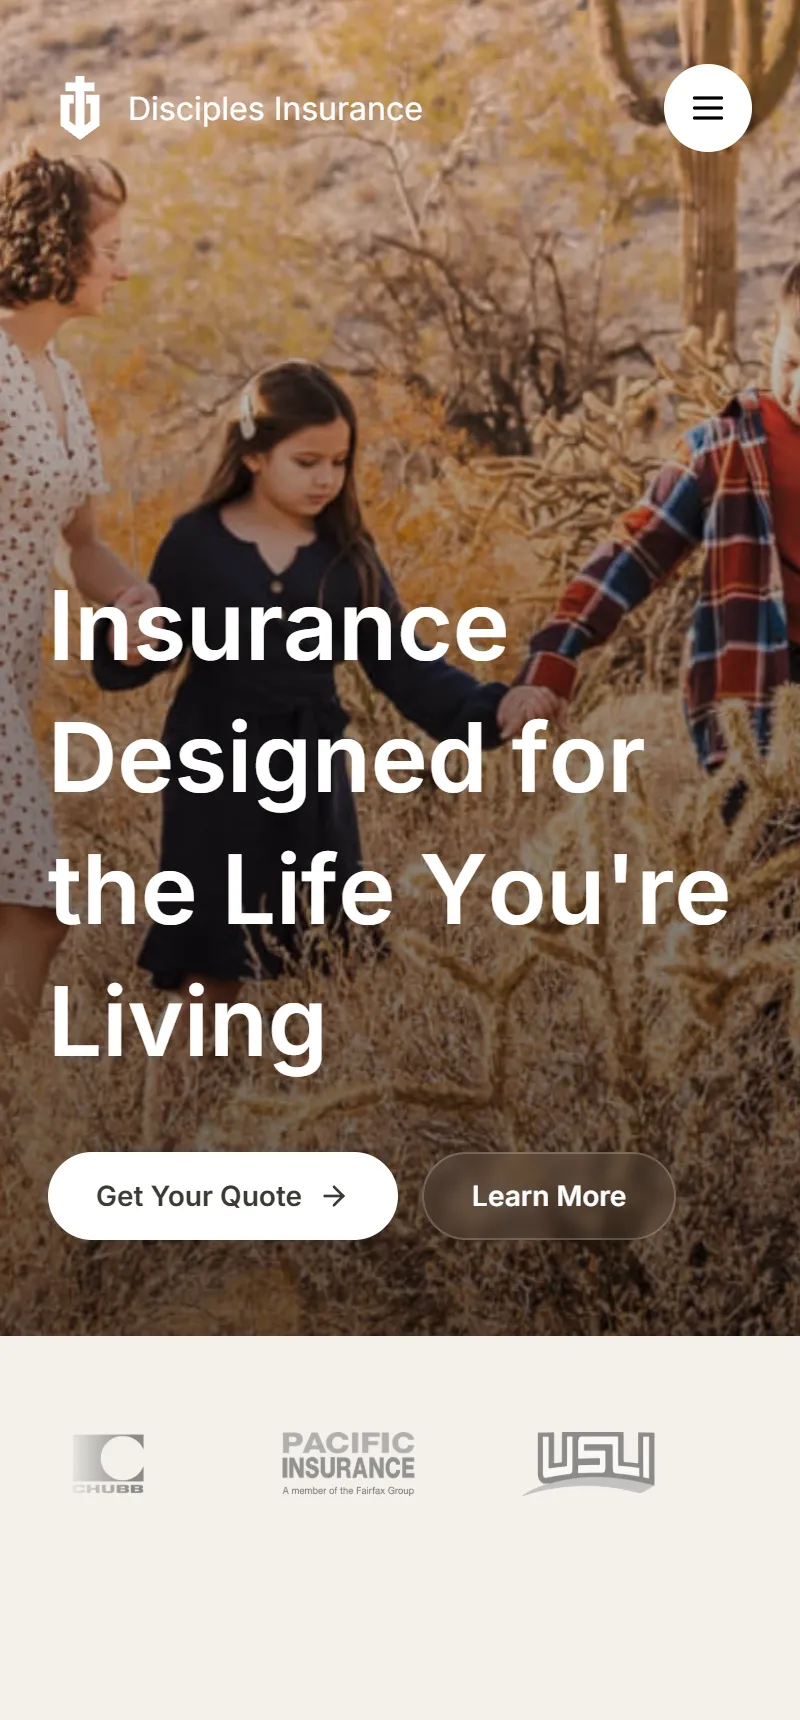 Disciples Insurance
Insurance
Designed for
the Life You're
Living
Get Your Quote
Learn More
CHUBB
PACIFIC
INSURANCE
A member of the Fairfax Group
USLI